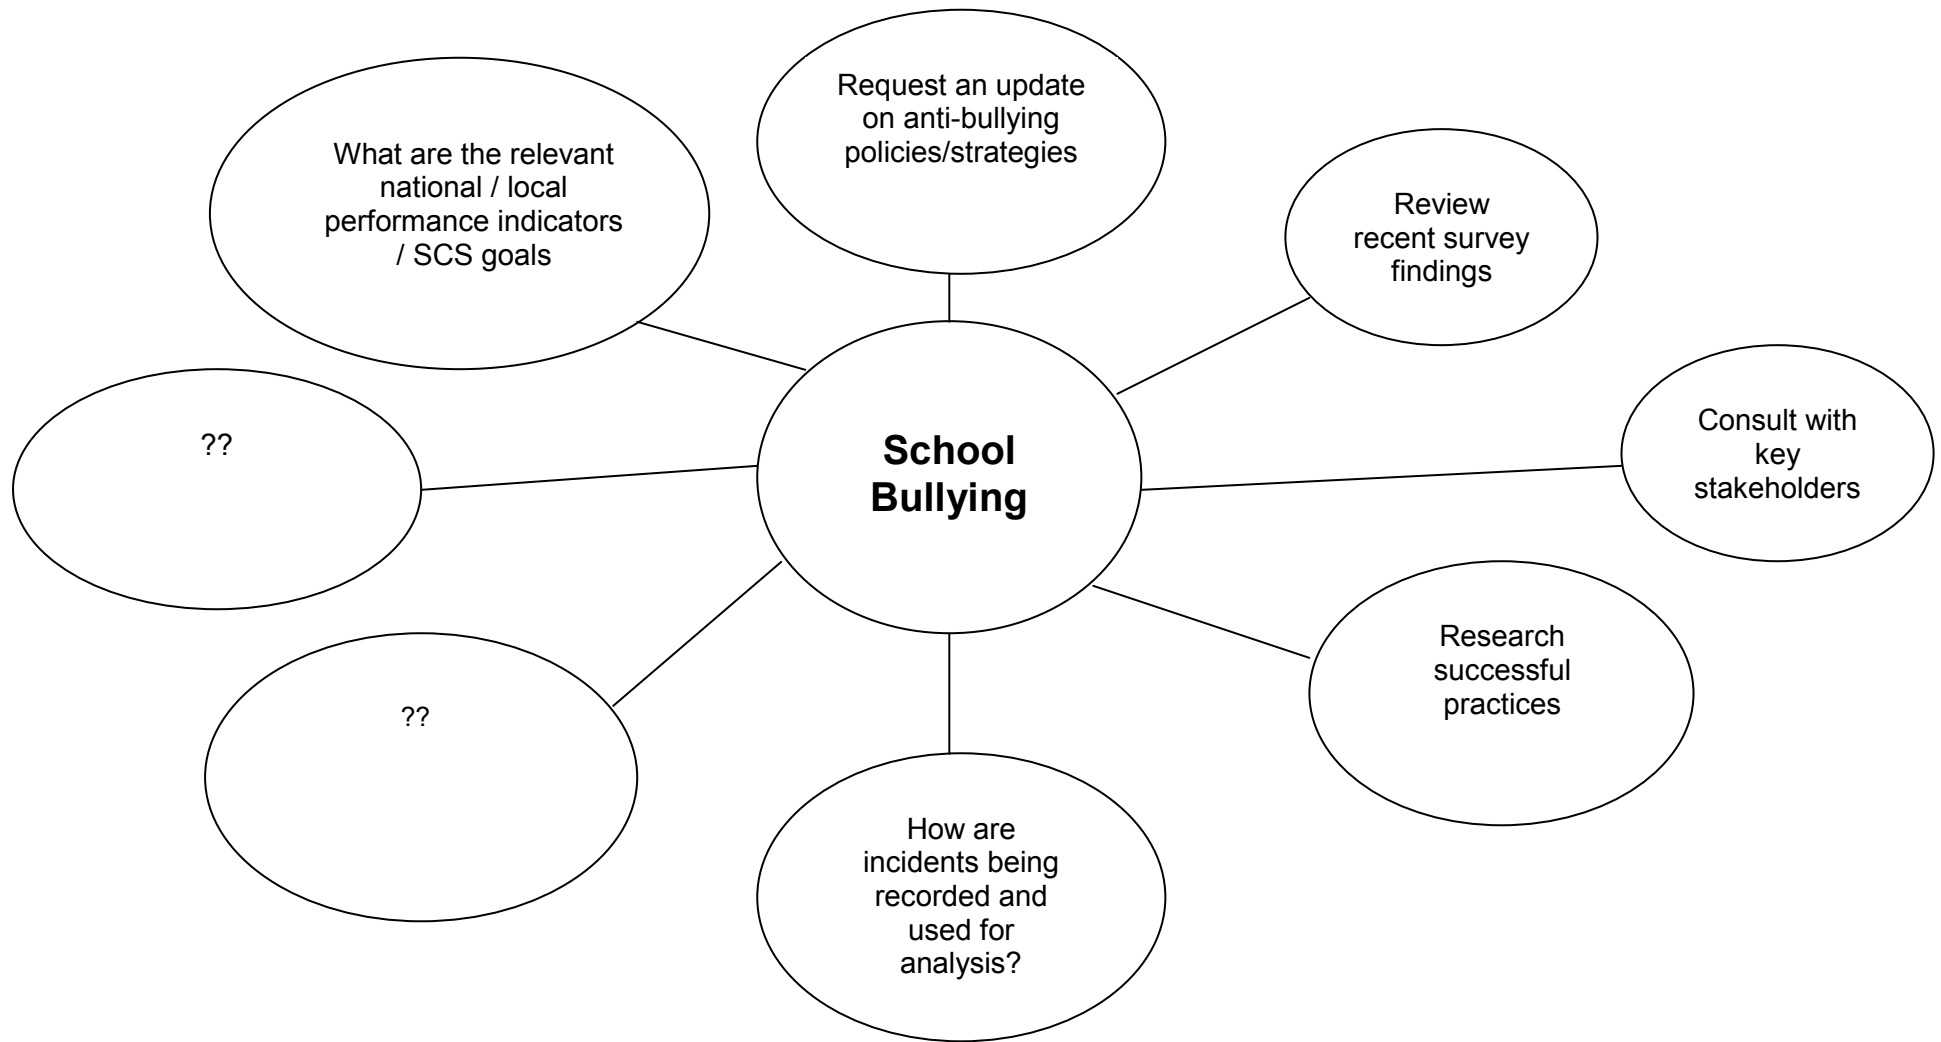 Request an update
on anti-bullying
policies/strategies
What are the relevant
national / local
performance indicators
/ SCS goals
Review
recent survey
findings
Consult with
key
stakeholders
??
School
Bullying
Research
successful
practices
??
How are
incidents being
recorded and
used for
analysis?